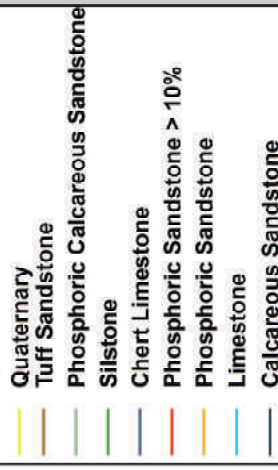 Quaternary
Tuff Sandstone
Phosphoric Calcareous Sandstone
Silstone
Chert Limestone
Phosphoric Sandstone > 10%
Phosphoric Sandstone
Limestone
Calcareous Sandstone